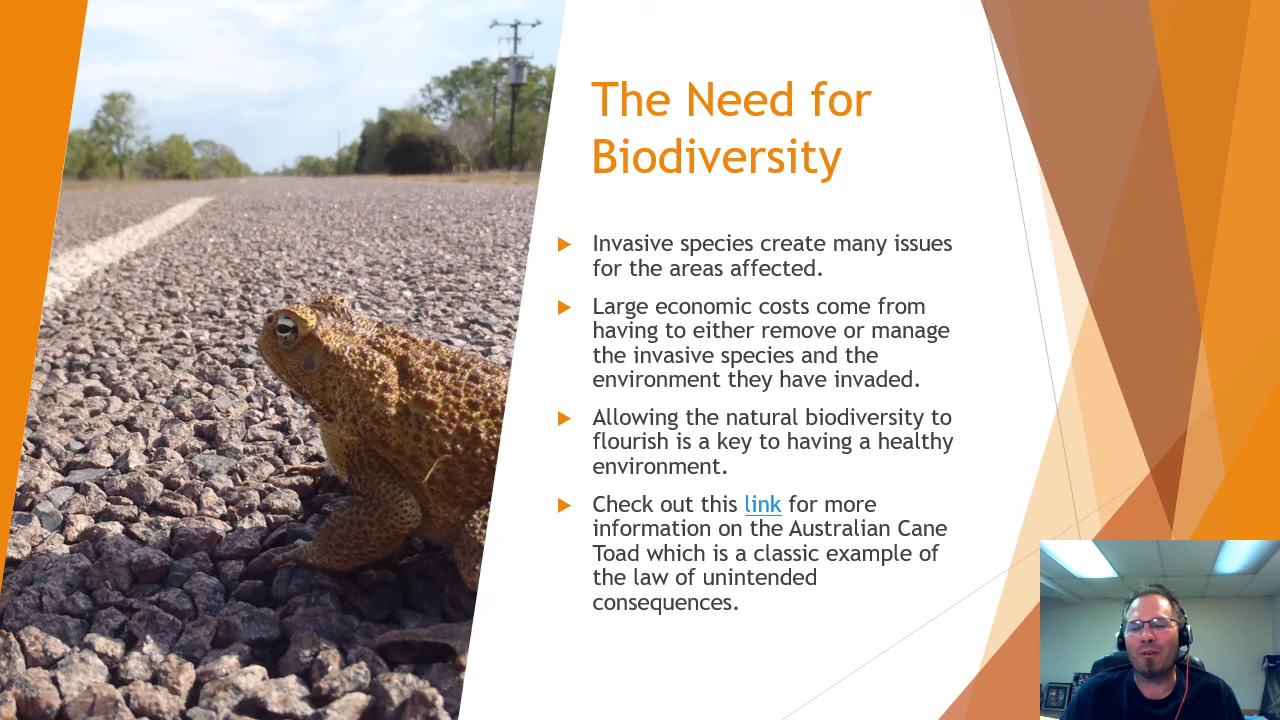 The Need for
Biodiversity
Invasive species create many issues
for the areas affected.
Large economic costs come from
having to either remove or manage
the invasive species and the
environment they have invaded.
Allowing the natural biodiversity to
flourish is a key to having a healthy
environment.
Check out this link for more
information on the Australian Cane
Toad which is a classic example of
the law of unintended
consequences.